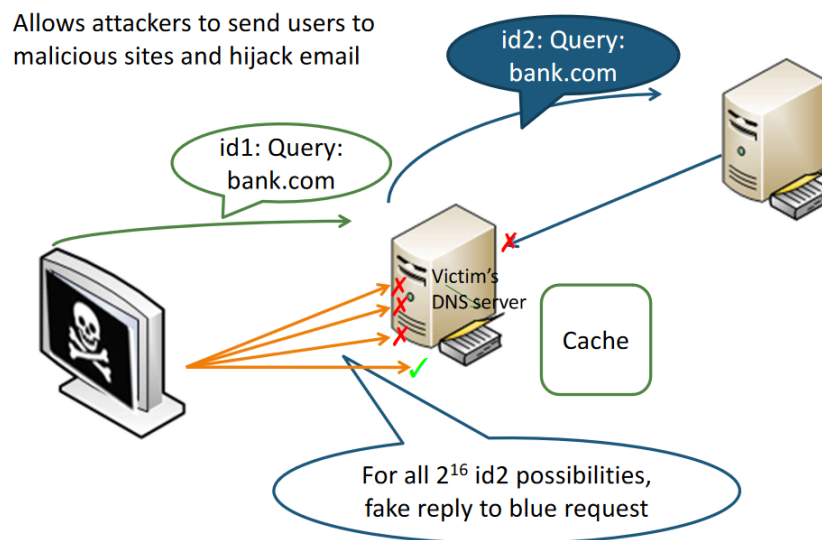 Allows attackers to send users to
malicious sites and hijack email
id2: Query:
bank.com
id1: Query:
bank.com
Victim's
DNS server
Cache
For all 2¹⁶ id2 possibilities,
fake reply to blue request